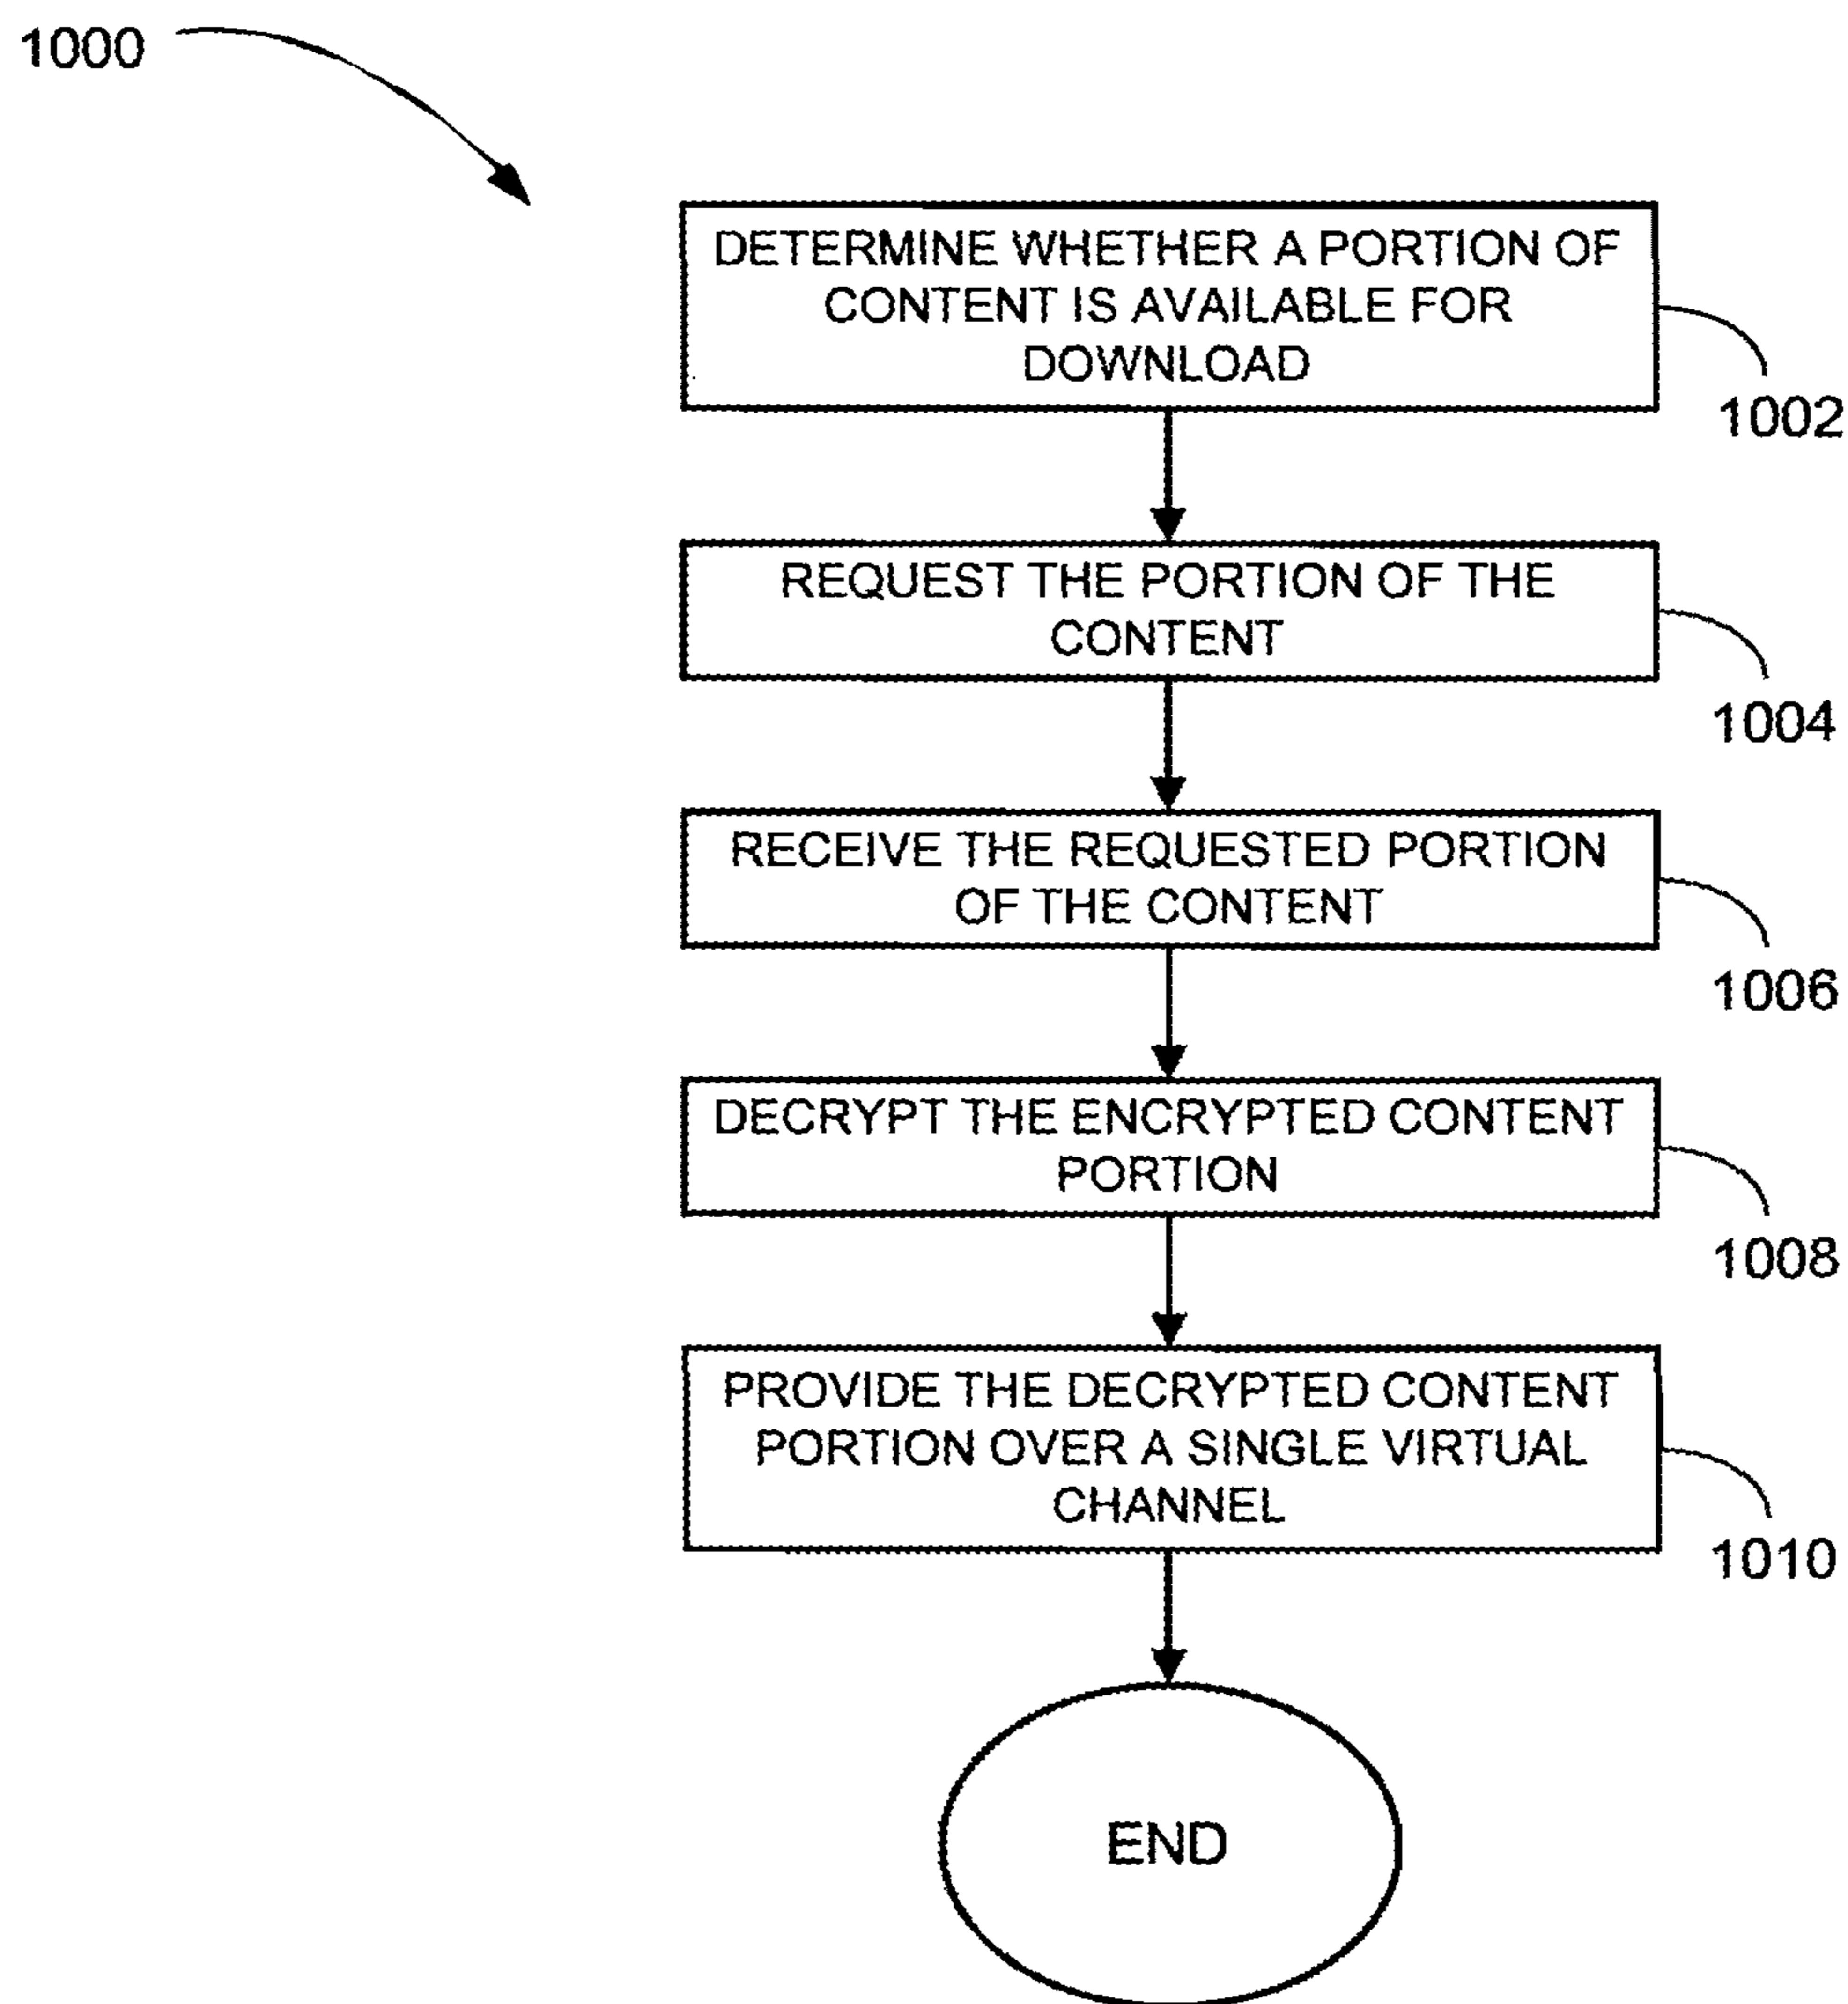 1000
DETERMINE WHETHER A PORTION OF
CONTENT IS AVAILABLE FOR
DOWNLOAD
1002
REQUEST THE PORTION OF THE
CONTENT
1004
RECEIVE THE REQUESTED PORTION
OF THE CONTENT
1006
DECRYPT THE ENCRYPTED CONTENT
PORTION
1008
PROVIDE THE DECRYPTED CONTENT
PORTION OVER A SINGLE VIRTUAL
CHANNEL
1010
END